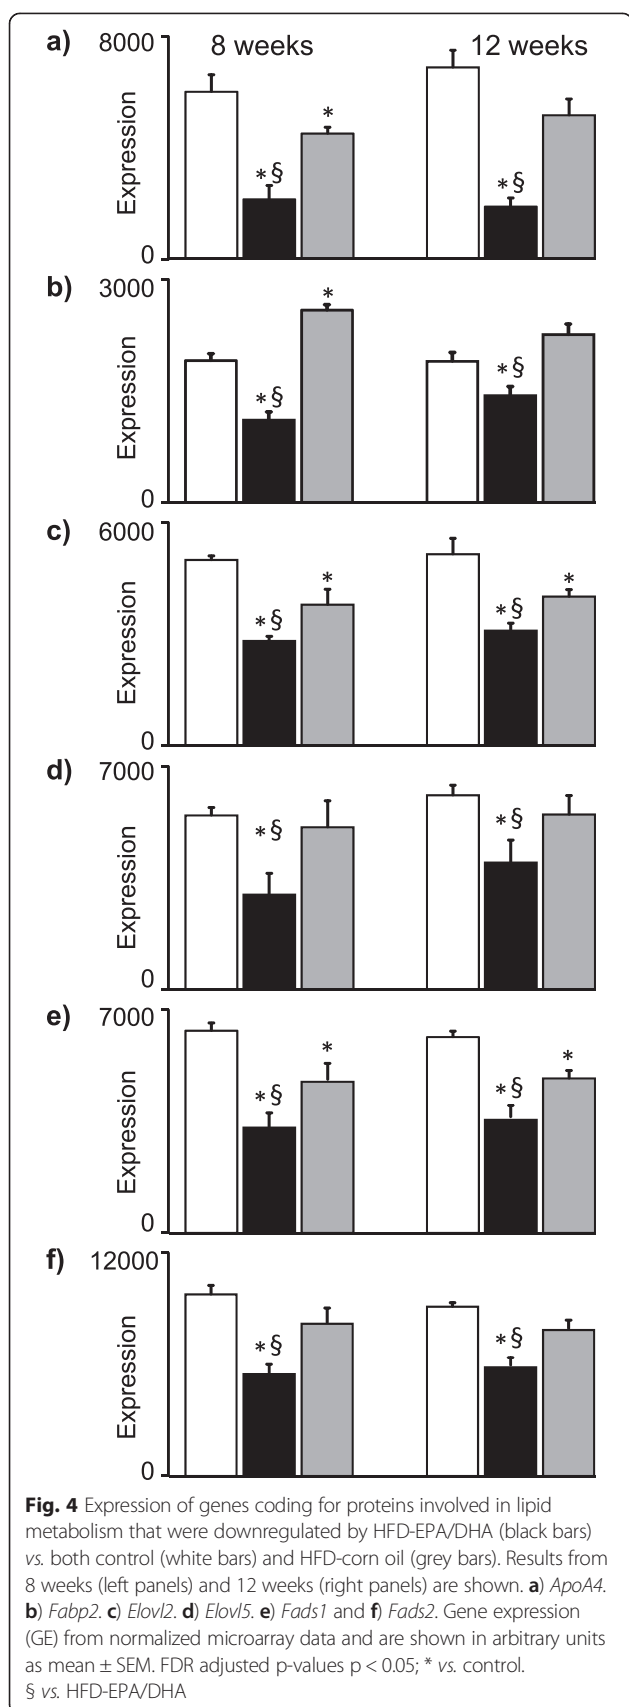 a) 8000 8 weeks 12 weeks
* § * * §
Expression
0
b) 3000
* § * * §
Expression
0
c) 6000
* § * * § *
Expression
0
d) 7000
* § * §
Expression
0
e) 7000
* § * * § *
Expression
0
f) 12000
* § * §
Expression
0
Fig. 4 Expression of genes coding for proteins involved in lipid
metabolism that were downregulated by HFD-EPA/DHA (black bars)
vs. both control (white bars) and HFD-corn oil (grey bars). Results from
8 weeks (left panels) and 12 weeks (right panels) are shown. a) ApoA4.
b) Fabp2. c) Elovl2. d) Elovl5. e) Fads1 and f) Fads2. Gene expression
(GE) from normalized microarray data and are shown in arbitrary units
as mean ± SEM. FDR adjusted p-values p < 0.05; * vs. control.
§ vs. HFD-EPA/DHA